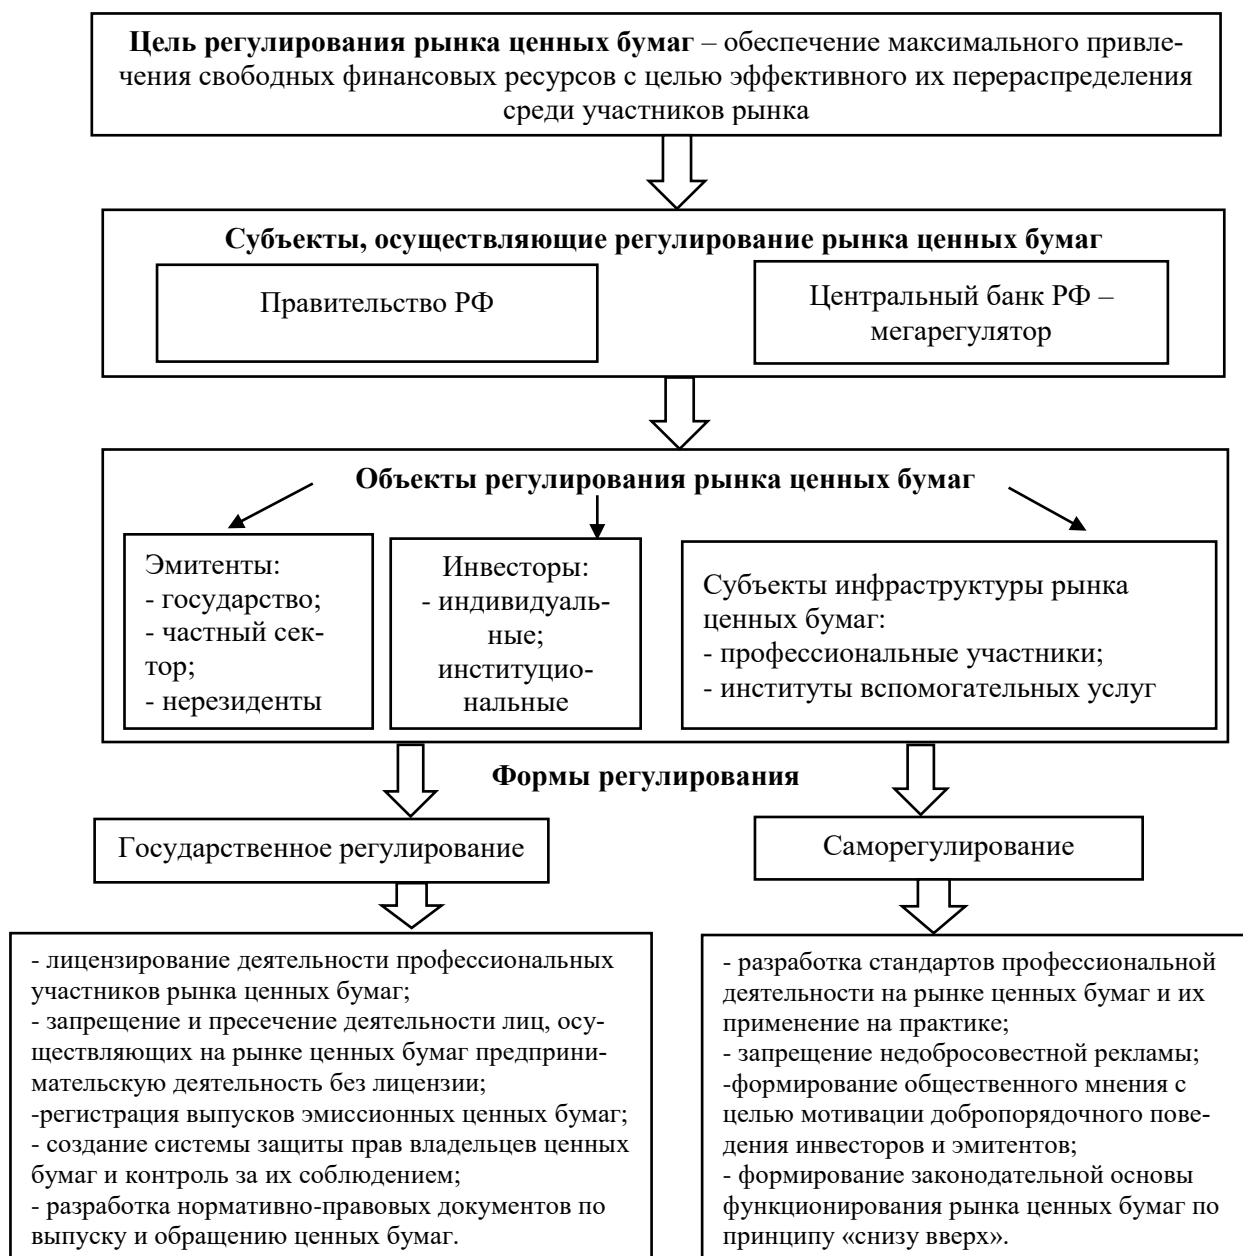 Цель регулирования рынка ценных бумаг – обеспечение максимального привле-
чения свободных финансовых ресурсов с целью эффективного их перераспределения
среди участников рынка
Субъекты, осуществляющие регулирование рынка ценных бумаг
Правительство РФ
Центральный банк РФ –
мегарегулятор
Объекты регулирования рынка ценных бумаг
Эмитенты:
- государство;
- частный сек-
тор;
- нерезиденты
Инвесторы:
- индивидуаль-
ные;
институцио-
нальные
Субъекты инфраструктуры рынка
ценных бумаг:
- профессиональные участники;
- институты вспомогательных услуг
Формы регулирования
Государственное регулирование
Саморегулирование
- лицензирование деятельности профессиональных
участников рынка ценных бумаг;
- запрещение и пресечение деятельности лиц, осу-
ществляющих на рынке ценных бумаг предприни-
мательскую деятельность без лицензии;
-регистрация выпусков эмиссионных ценных бумаг;
- создание системы защиты прав владельцев ценных
бумаг и контроль за их соблюдением;
- разработка нормативно-правовых документов по
выпуску и обращению ценных бумаг.
- разработка стандартов профессиональной
деятельности на рынке ценных бумаг и их
применение на практике;
- запрещение недобросовестной рекламы;
-формирование общественного мнения с
целью мотивации добропорядочного пове-
дения инвесторов и эмитентов;
- формирование законодательной основы
функционирования рынка ценных бумаг по
принципу «снизу вверх».